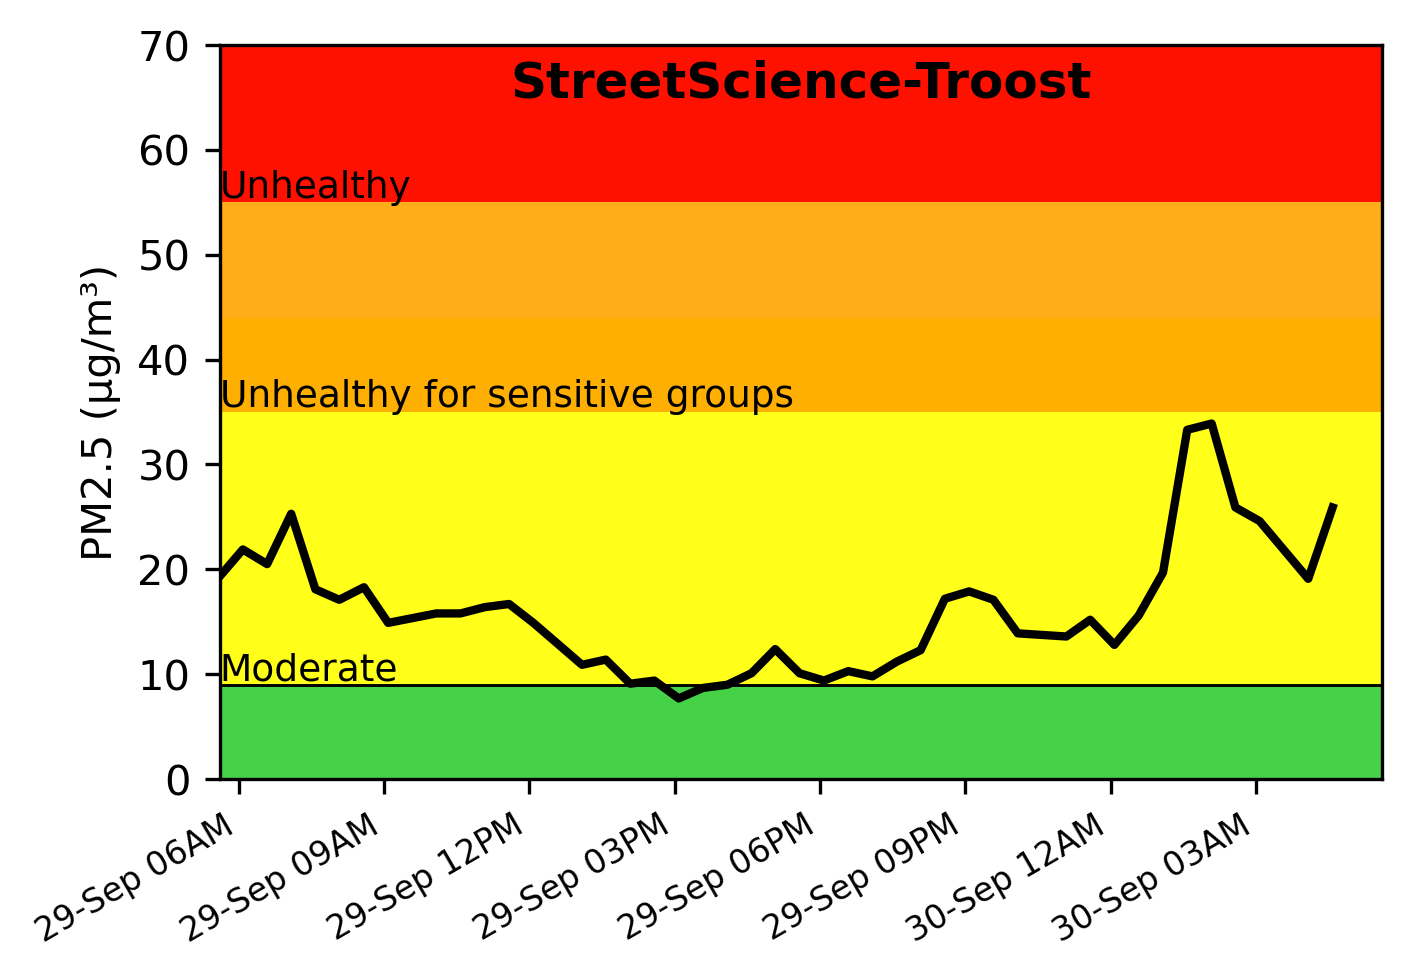 StreetScience-Troost
70
60
50
40
30
20
10
0
PM2.5 (µg/m³)
Unhealthy
Unhealthy for sensitive groups
Moderate
29-Sep 06AM
29-Sep 09AM
29-Sep 12PM
29-Sep 03PM
29-Sep 06PM
29-Sep 09PM
30-Sep 12AM
30-Sep 03AM